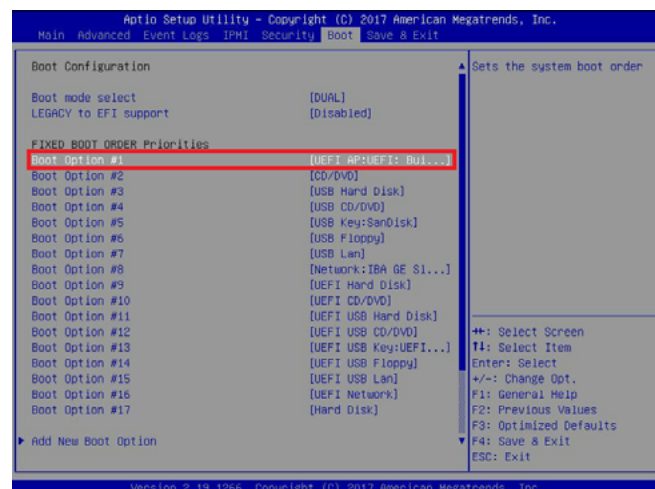 Aptio Setup Utility - Copyright (C) 2017 American Megatrends, Inc.
Main Advanced Event Logs IPMI Security Boot Save & Exit
Boot Configuration
Sets the system boot order
Boot mode select [DUAL]
LEGACY to EFI support [Disabled]
FIXED BOOT ORDER Priorities
Boot Option #1 [UEFI AP:UEFI: Bui...]
Boot Option #2 [CD/DVD]
Boot Option #3 [USB Hard Disk]
Boot Option #4 [USB CD/DVD]
Boot Option #5 [USB Key:SanDisk]
Boot Option #6 [USB Floppy]
Boot Option #7 [USB Lan]
Boot Option #8 [Network:IBA GE Sl...]
Boot Option #9 [UEFI Hard Disk]
Boot Option #10 [UEFI CD/DVD]
Boot Option #11 [UEFI USB Hard Disk]
Boot Option #12 [UEFI USB CD/DVD]
Boot Option #13 [UEFI USB Key:UEFI...]
Boot Option #14 [UEFI USB Floppy]
Boot Option #15 [UEFI USB Lan]
Boot Option #16 [UEFI Network]
Boot Option #17 [Hard Disk]
Add New Boot Option
→←: Select Screen
↑↓: Select Item
Enter: Select
+/-: Change Opt.
F1: General Help
F2: Previous Values
F3: Optimized Defaults
F4: Save & Exit
ESC: Exit
Version 2.19.1266. Copyright (C) 2017 American Megatrends, Inc.